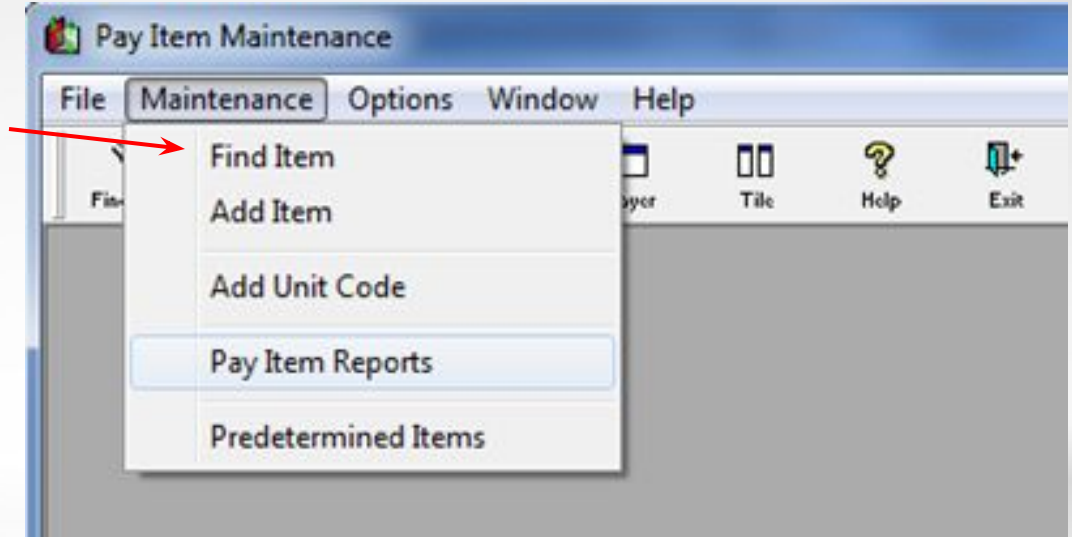 Pay Item Maintenance
File Maintenance Options Window Help
Find Item
Add Item
Add Unit Code
Pay Item Reports
Predetermined Items
Tile Help Exit